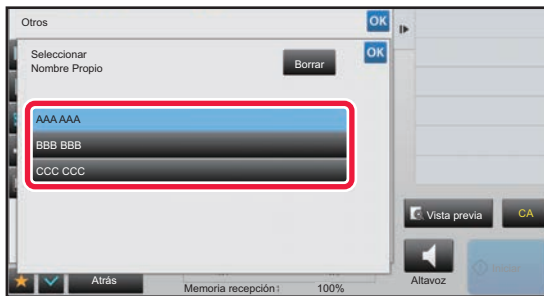 Otros
OK
Seleccionar
Nombre Propio
Borrar
OK
AAA AAA
BBB BBB
CCC CCC
Vista previa
CA
Atrás
Memoria recepción:
100%
Altavoz